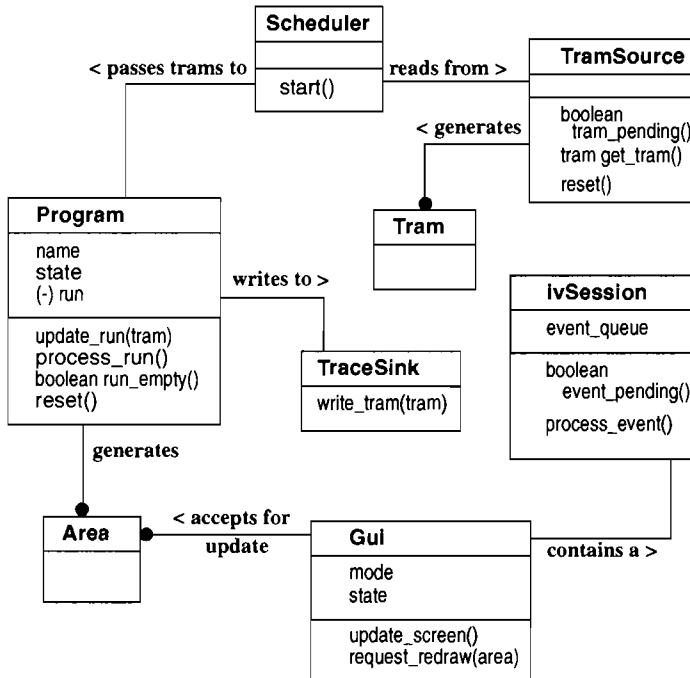 Scheduler
start()
< passes trams to
reads from >
TramSource
boolean
tram_pending()
tram get_tram()
reset()
< generates
Tram
Program
name
state
(-) run
update_run(tram)
process_run()
boolean run_empty()
reset()
writes to >
TraceSink
write_tram(tram)
ivSession
event_queue
boolean
event_pending()
process_event()
generates
Area
< accepts for
update
Gui
mode
state
update_screen()
request_redraw(area)
contains a >